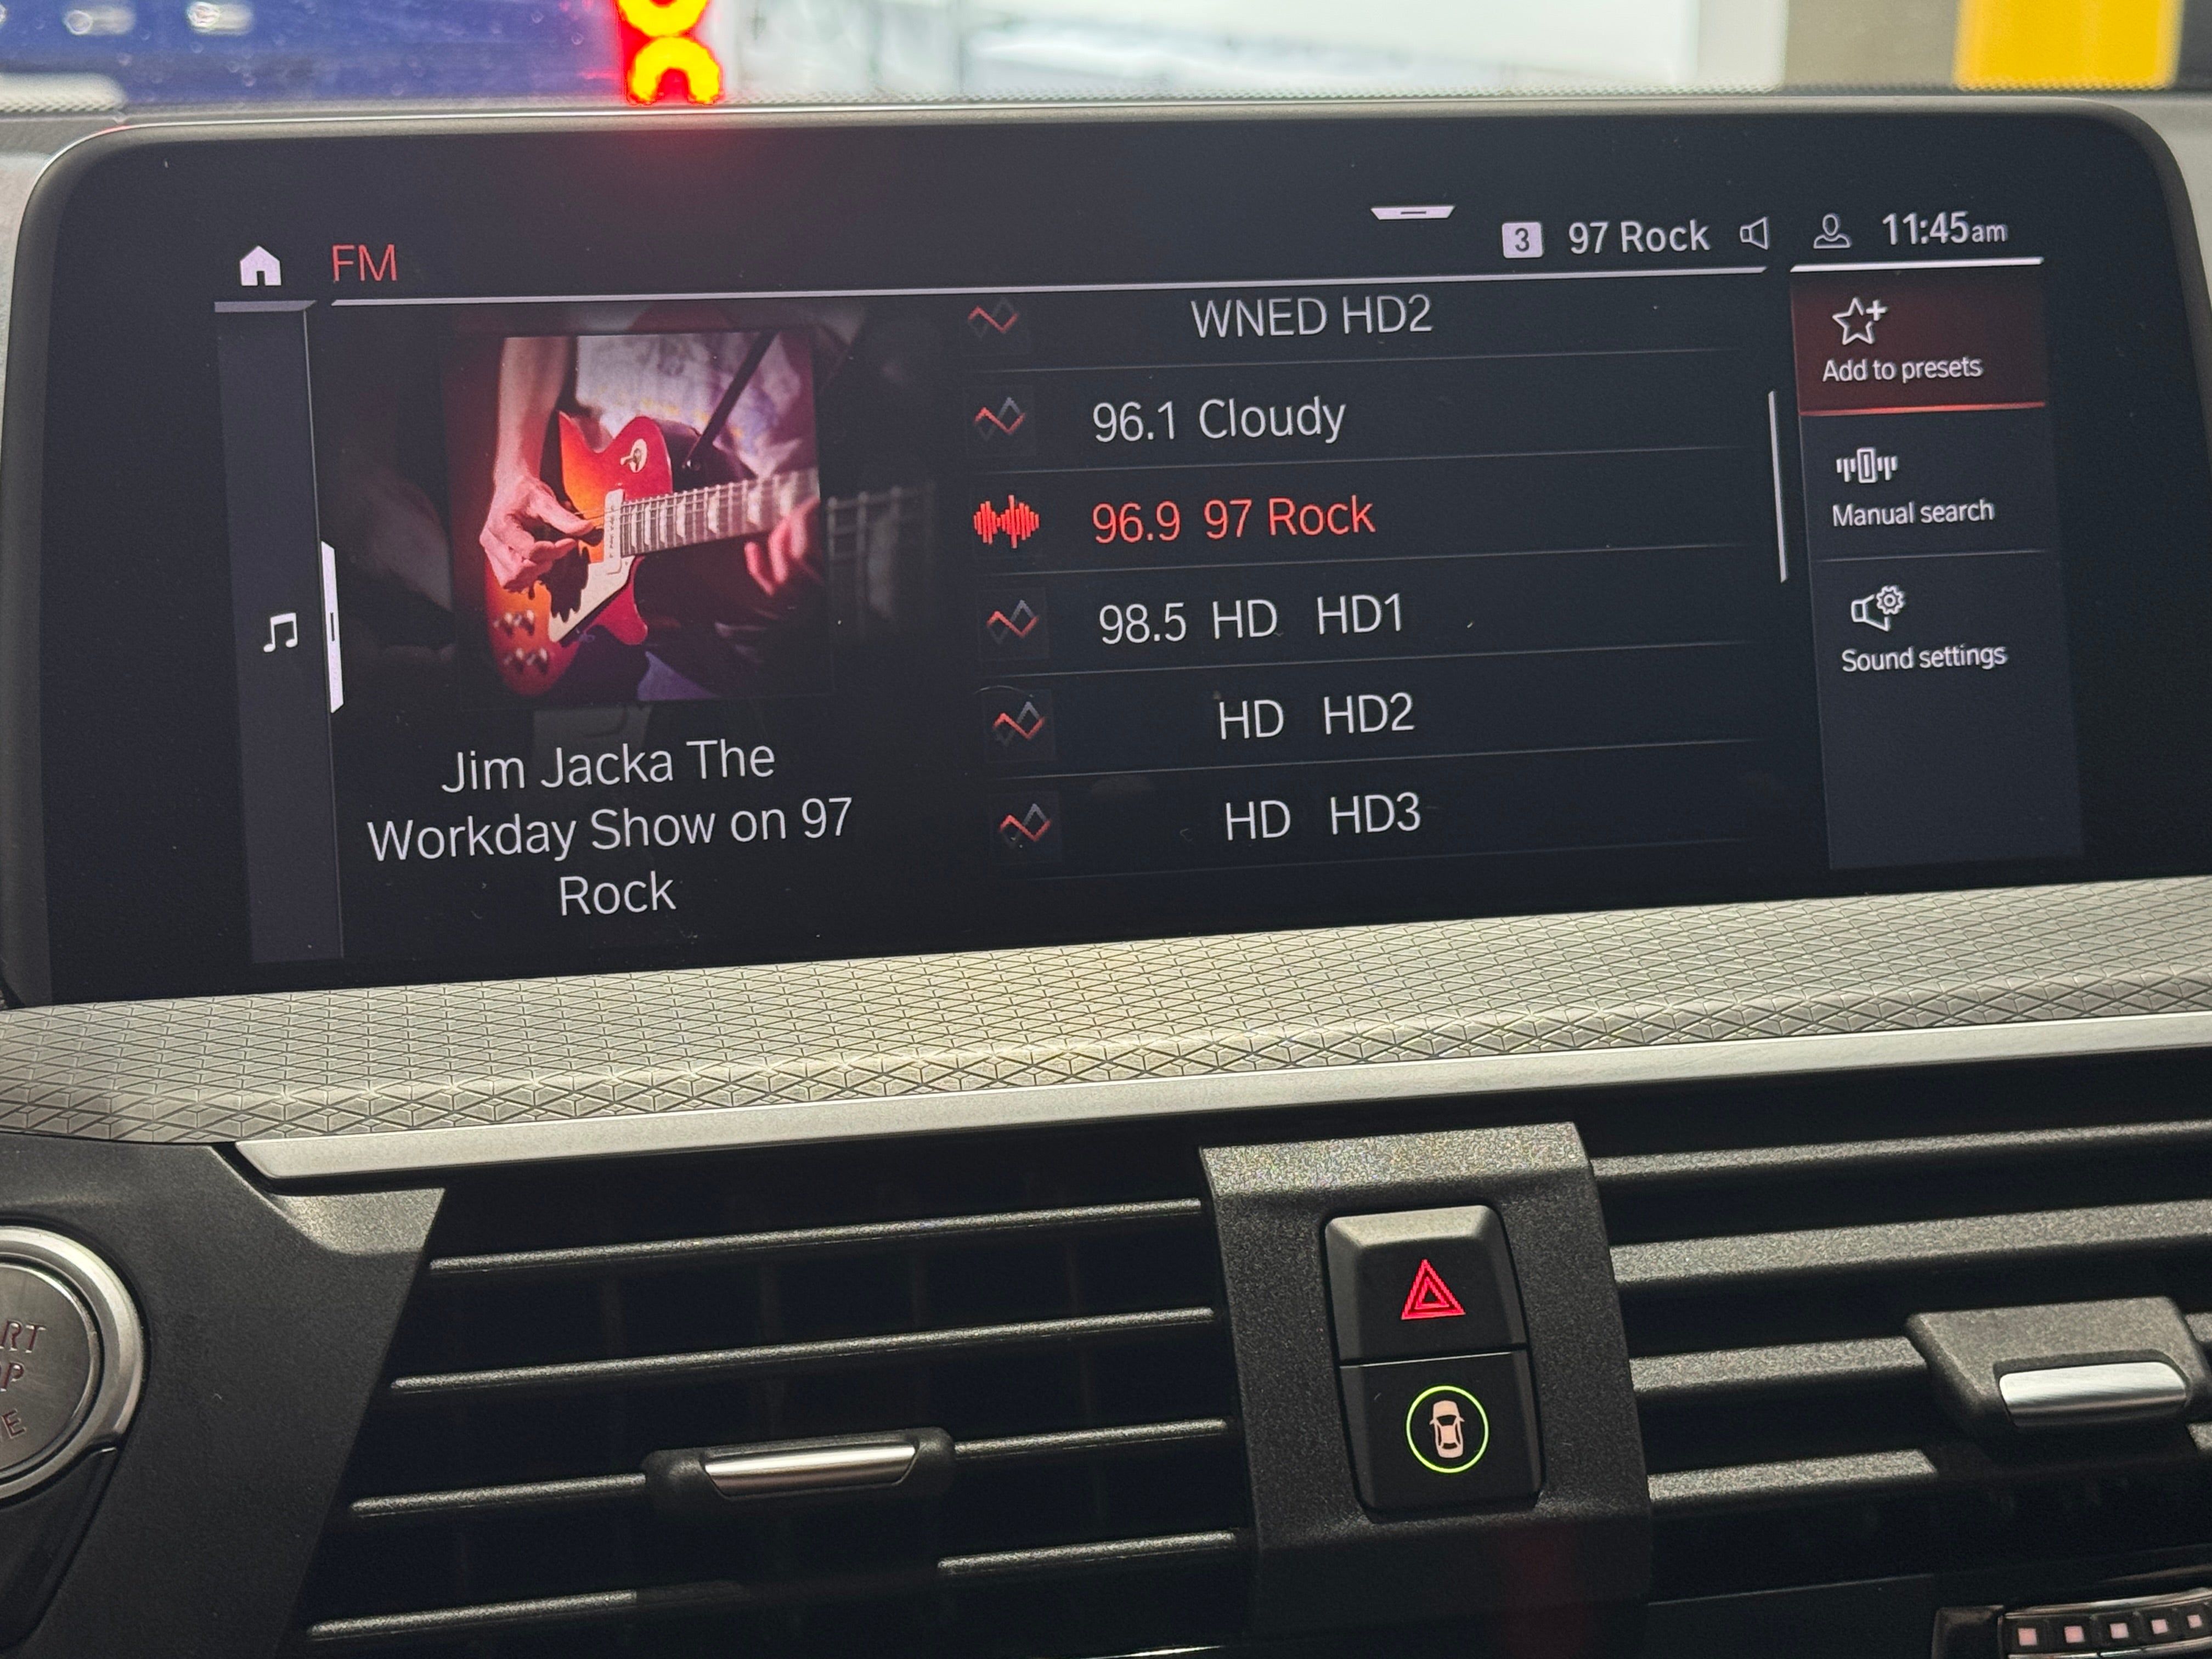 FM
3 97 Rock
11:45am
WNED HD2
96.1 Cloudy
96.9 97 Rock
98.5 HD HD1
HD HD2
HD HD3
Jim Jacka The
Workday Show on 97
Rock
Add to presets
Manual search
Sound settings